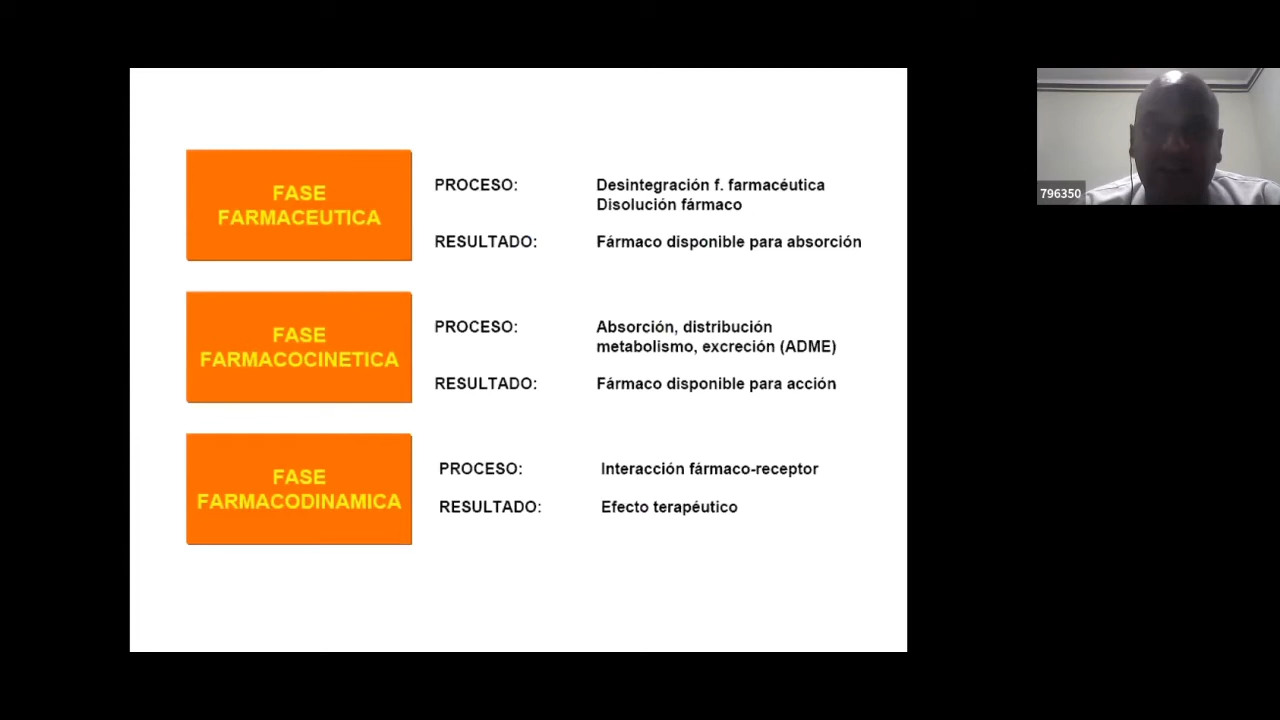 FASE
FARMACEUTICA
PROCESO: Desintegración f. farmacéutica
Disolución fármaco
RESULTADO: Fármaco disponible para absorción
FASE
FARMACOCINETICA
PROCESO: Absorción, distribución
metabolismo, excreción (ADME)
RESULTADO: Fármaco disponible para acción
FASE
FARMACODINAMICA
PROCESO: Interacción fármaco-receptor
RESULTADO: Efecto terapéutico
796350